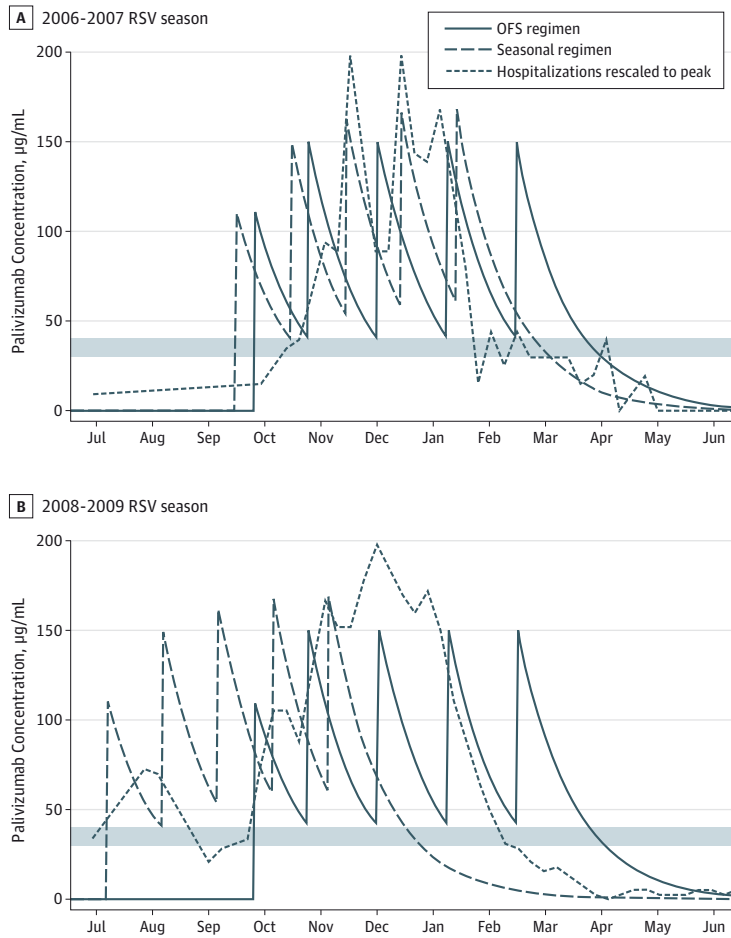 A 2006-2007 RSV season
OFS regimen
Seasonal regimen
Hospitalizations rescaled to peak
Palivizumab Concentration, µg/mL
200
150
100
50
0
Jul Aug Sep Oct Nov Dec Jan Feb Mar Apr May Jun
B 2008-2009 RSV season
Palivizumab Concentration, µg/mL
200
150
100
50
0
Jul Aug Sep Oct Nov Dec Jan Feb Mar Apr May Jun